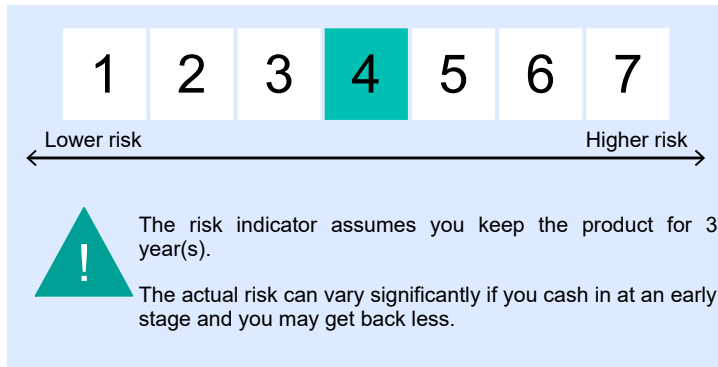 1 2 3 4 5 6 7
Lower risk Higher risk
!
The risk indicator assumes you keep the product for 3
year(s).
The actual risk can vary significantly if you cash in at an early
stage and you may get back less.